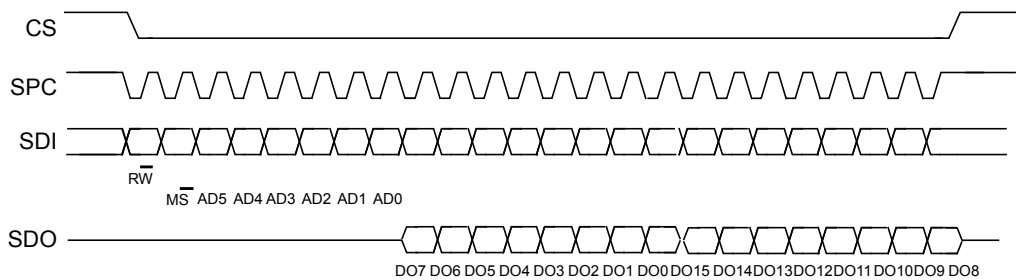 CS
SPC
SDI
RW
MS AD5 AD4 AD3 AD2 AD1 AD0
SDO
DO7 DO6 DO5 DO4 DO3 DO2 DO1 DO0 DO15 DO14 DO13 DO12 DO11 DO10 DO9 DO8